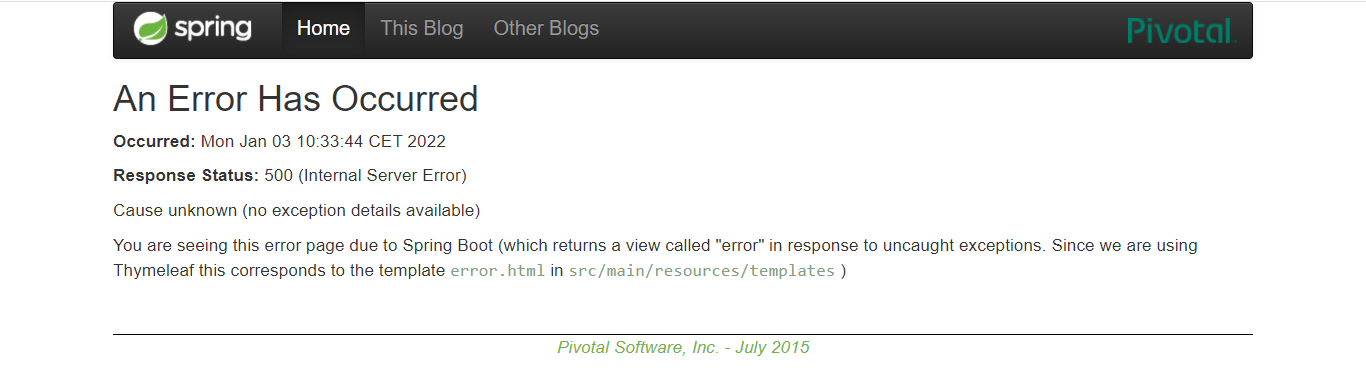 spring Home This Blog Other Blogs Pivotal
An Error Has Occurred
Occurred: Mon Jan 03 10:33:44 CET 2022
Response Status: 500 (Internal Server Error)
Cause unknown (no exception details available)
You are seeing this error page due to Spring Boot (which returns a view called "error" in response to uncaught exceptions. Since we are using
Thymeleaf this corresponds to the template error.html in src/main/resources/templates )
Pivotal Software, Inc. - July 2015